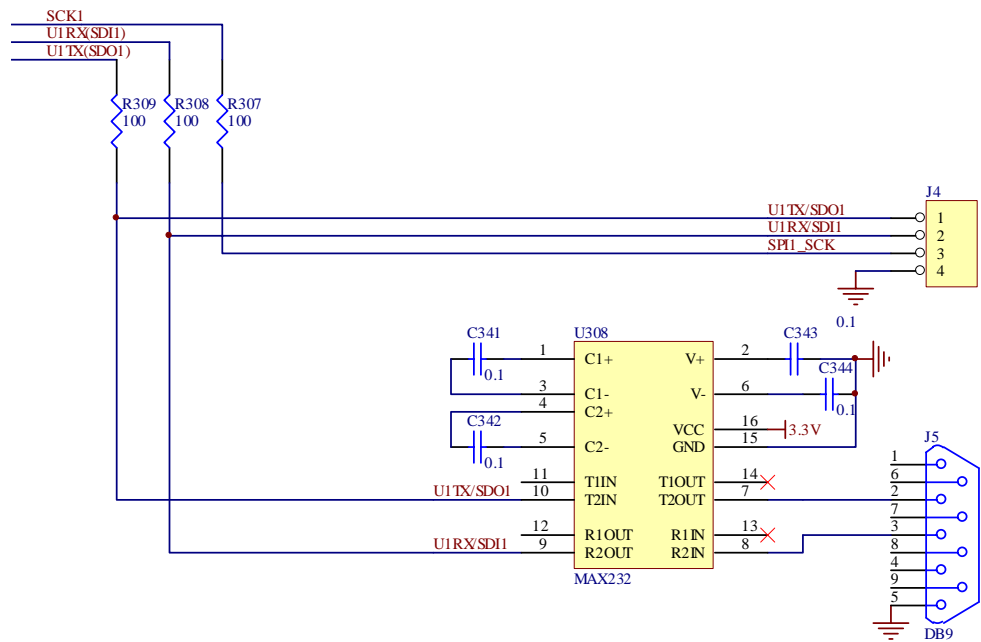 SCK1
U1RX(SDI1)
U1TX(SDO1)
R309 R308 R307
100 100 100
J4
U1TX/SDO1 1
U1RX/SDI1 2
SPI1_SCK 3
4
0.1
C341 U308 C343
1 C1+ V+ 2
0.1 C344
3 C1- V- 6
4 C2+ 0.1
C342 VCC 16 3.3V
5 C2- GND 15 J5
0.1 1
11 T1IN T1OUT 14 6
U1TX/SDO1 10 T2IN T2OUT 7 2
7
12 R1OUT R1IN 13 3
U1RX/SDI1 9 R2OUT R2IN 8 8
MAX232 4
9
5
DB9